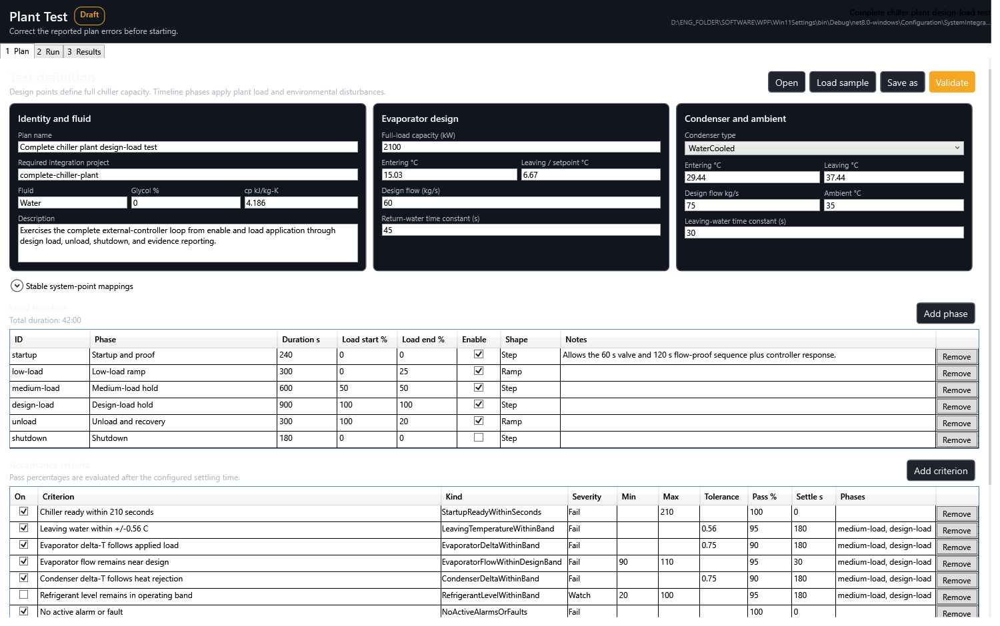 Plant Test Draft
Correct the reported plan errors before starting.
Complete chiller plant design-load test
D:\ENG_FOLDER\SOFTWARE\WPF\Win11Settings\bin\Debug\net8.0-windows\Configuration\SystemIntegra...
1 Plan 2 Run 3 Results
Test definition
Design points define full chiller capacity. Timeline phases apply plant load and environmental disturbances.
Open Load sample Save as Validate
Identity and fluid
Plan name
Complete chiller plant design-load test
Required integration project
complete-chiller-plant
Fluid Glycol % cp kJ/kg-K
Water 0 4.186
Description
Exercises the complete external-controller loop from enable and load application through
design load, unload, shutdown, and evidence reporting.
Evaporator design
Full-load capacity (kW)
2100
Entering °C Leaving / setpoint °C
15.03 6.67
Design flow (kg/s)
60
Return-water time constant (s)
45
Condenser and ambient
Condenser type
WaterCooled
Entering °C Leaving °C
29.44 37.44
Design flow kg/s Ambient °C
75 35
Leaving-water time constant (s)
30
Stable system-point mappings
Load timeline
Total duration: 42:00
Add phase
ID Phase Duration s Load start % Load end % Enable Shape Notes
startup Startup and proof 240 0 0 Step Allows the 60 s valve and 120 s flow-proof sequence plus controller response. Remove
low-load Low-load ramp 300 0 25 Ramp Remove
medium-load Medium-load hold 600 50 50 Step Remove
design-load Design-load hold 900 100 100 Step Remove
unload Unload and recovery 300 100 20 Ramp Remove
shutdown Shutdown 180 0 0 Step Remove
Acceptance criteria
Pass percentages are evaluated after the configured settling time.
Add criterion
On Criterion Kind Severity Min Max Tolerance Pass % Settle s Phases
Chiller ready within 210 seconds StartupReadyWithinSeconds Fail 210 100 0 Remove
Leaving water within +/-0.56 C LeavingTemperatureWithinBand Fail 0.56 95 180 medium-load, design-load Remove
Evaporator delta-T follows applied load EvaporatorDeltaWithinBand Fail 0.75 90 180 medium-load, design-load Remove
Evaporator flow remains near design EvaporatorFlowWithinDesignBand Fail 90 110 95 30 medium-load, design-load Remove
Condenser delta-T follows heat rejection CondenserDeltaWithinBand Fail 0.75 90 180 medium-load, design-load Remove
Refrigerant level remains in operating band RefrigerantLevelWithinBand Watch 20 100 95 180 medium-load, design-load Remove
No active alarm or fault NoActiveAlarmsOrFaults Fail 100 0 Remove